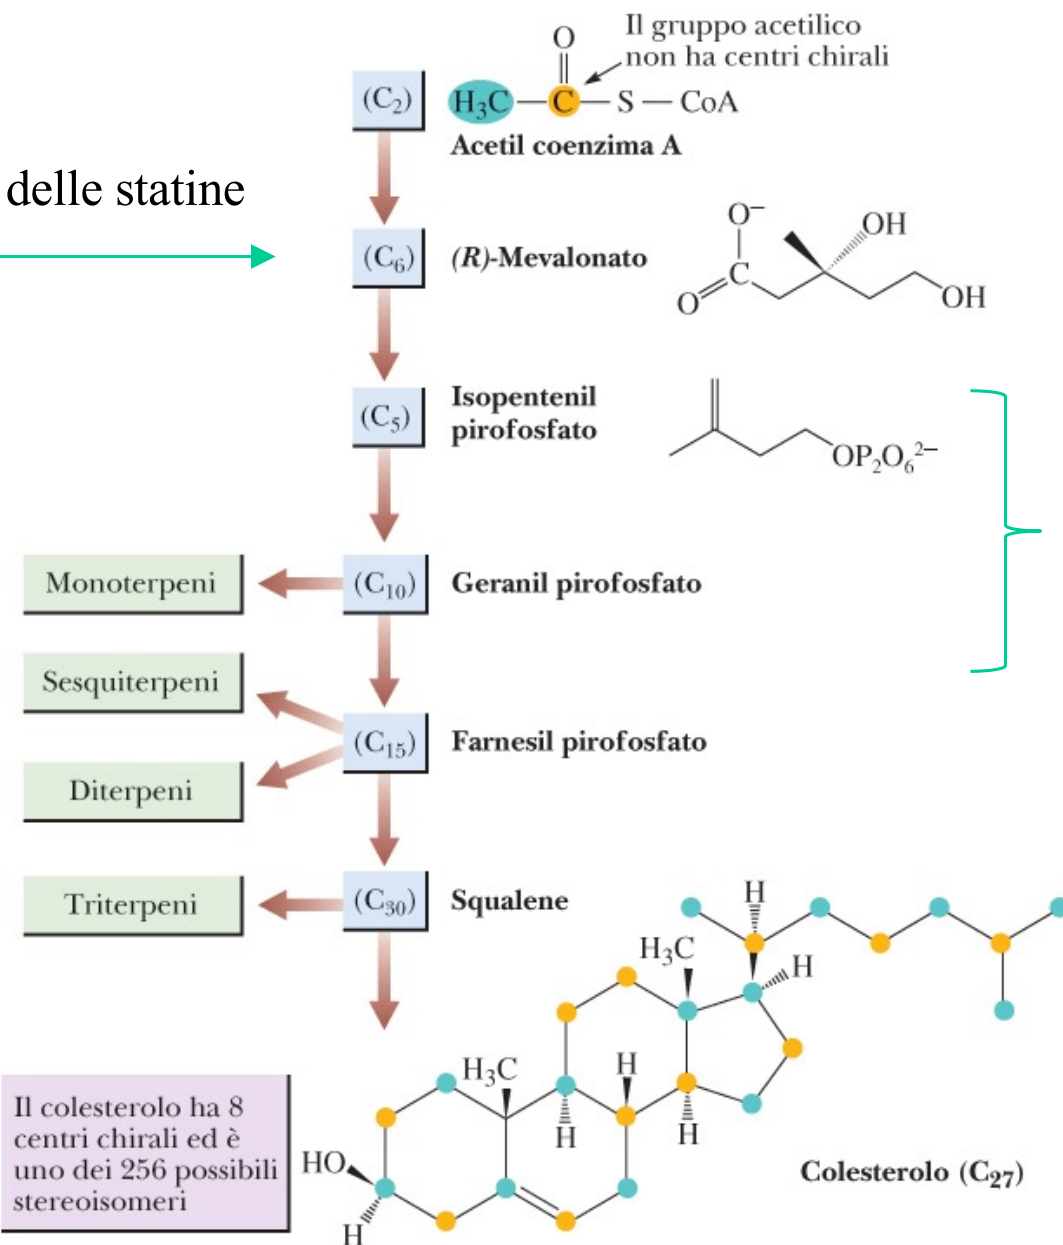 Il gruppo acetilico
non ha centri chirali
O
(C₂)
H₃C — C — S — CoA
Acetil coenzima A
delle statine
(C₆)
(R)-Mevalonato
O⁻
OH
C
O
OH
(C₅)
Isopentenil
pirofosfato
OP₂O₆²⁻
Monoterpeni
(C₁₀)
Geranil pirofosfato
Sesquiterpeni
(C₁₅)
Farnesil pirofosfato
Diterpeni
Triterpeni
(C₃₀)
Squalene
H
H₃C
H
H₃C
H
H
H
HO
H
Il colesterolo ha 8
centri chirali ed è
uno dei 256 possibili
stereoisomeri
Colesterolo (C₂₇)